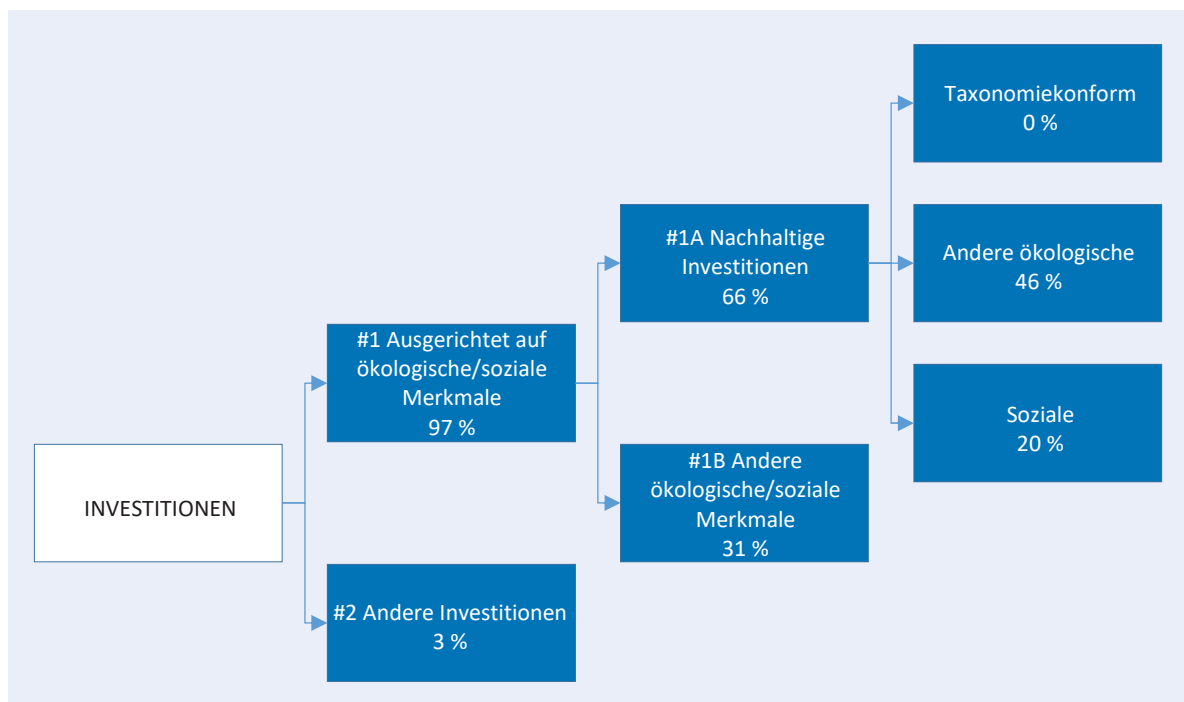 INVESTITIONEN
#1 Ausgerichtet auf
ökologische/soziale
Merkmale
97 %
#2 Andere Investitionen
3 %
#1A Nachhaltige
Investitionen
66 %
#1B Andere
ökologische/soziale
Merkmale
31 %
Taxonomiekonform
0 %
Andere ökologische
46 %
Soziale
20 %